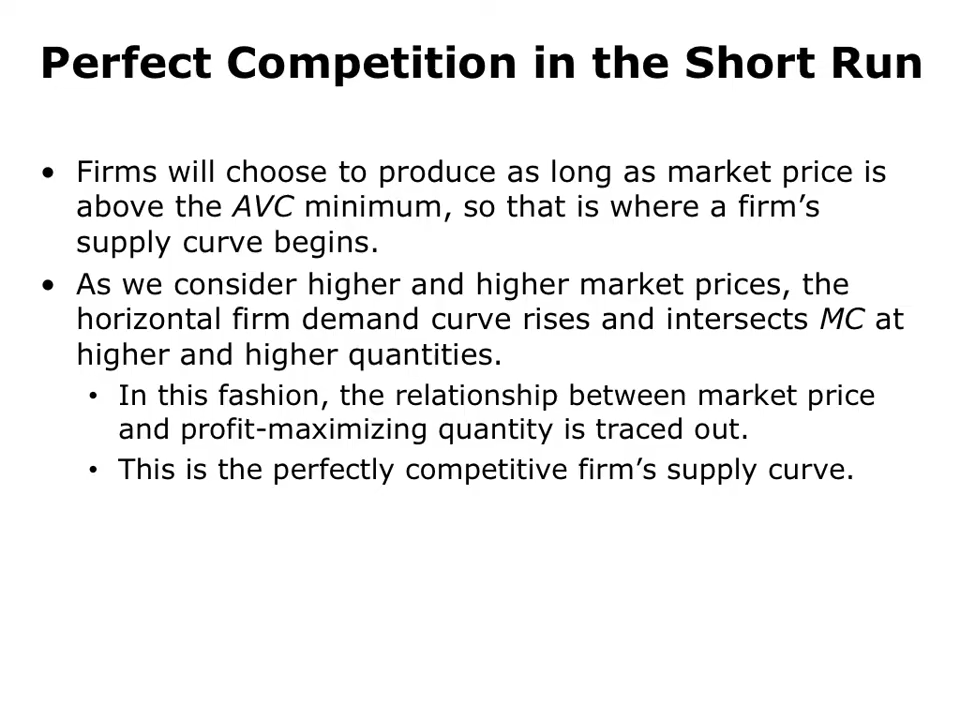 Perfect Competition in the Short Run
• Firms will choose to produce as long as market price is
above the AVC minimum, so that is where a firm’s
supply curve begins.
• As we consider higher and higher market prices, the
horizontal firm demand curve rises and intersects MC at
higher and higher quantities.
• In this fashion, the relationship between market price
and profit-maximizing quantity is traced out.
• This is the perfectly competitive firm’s supply curve.